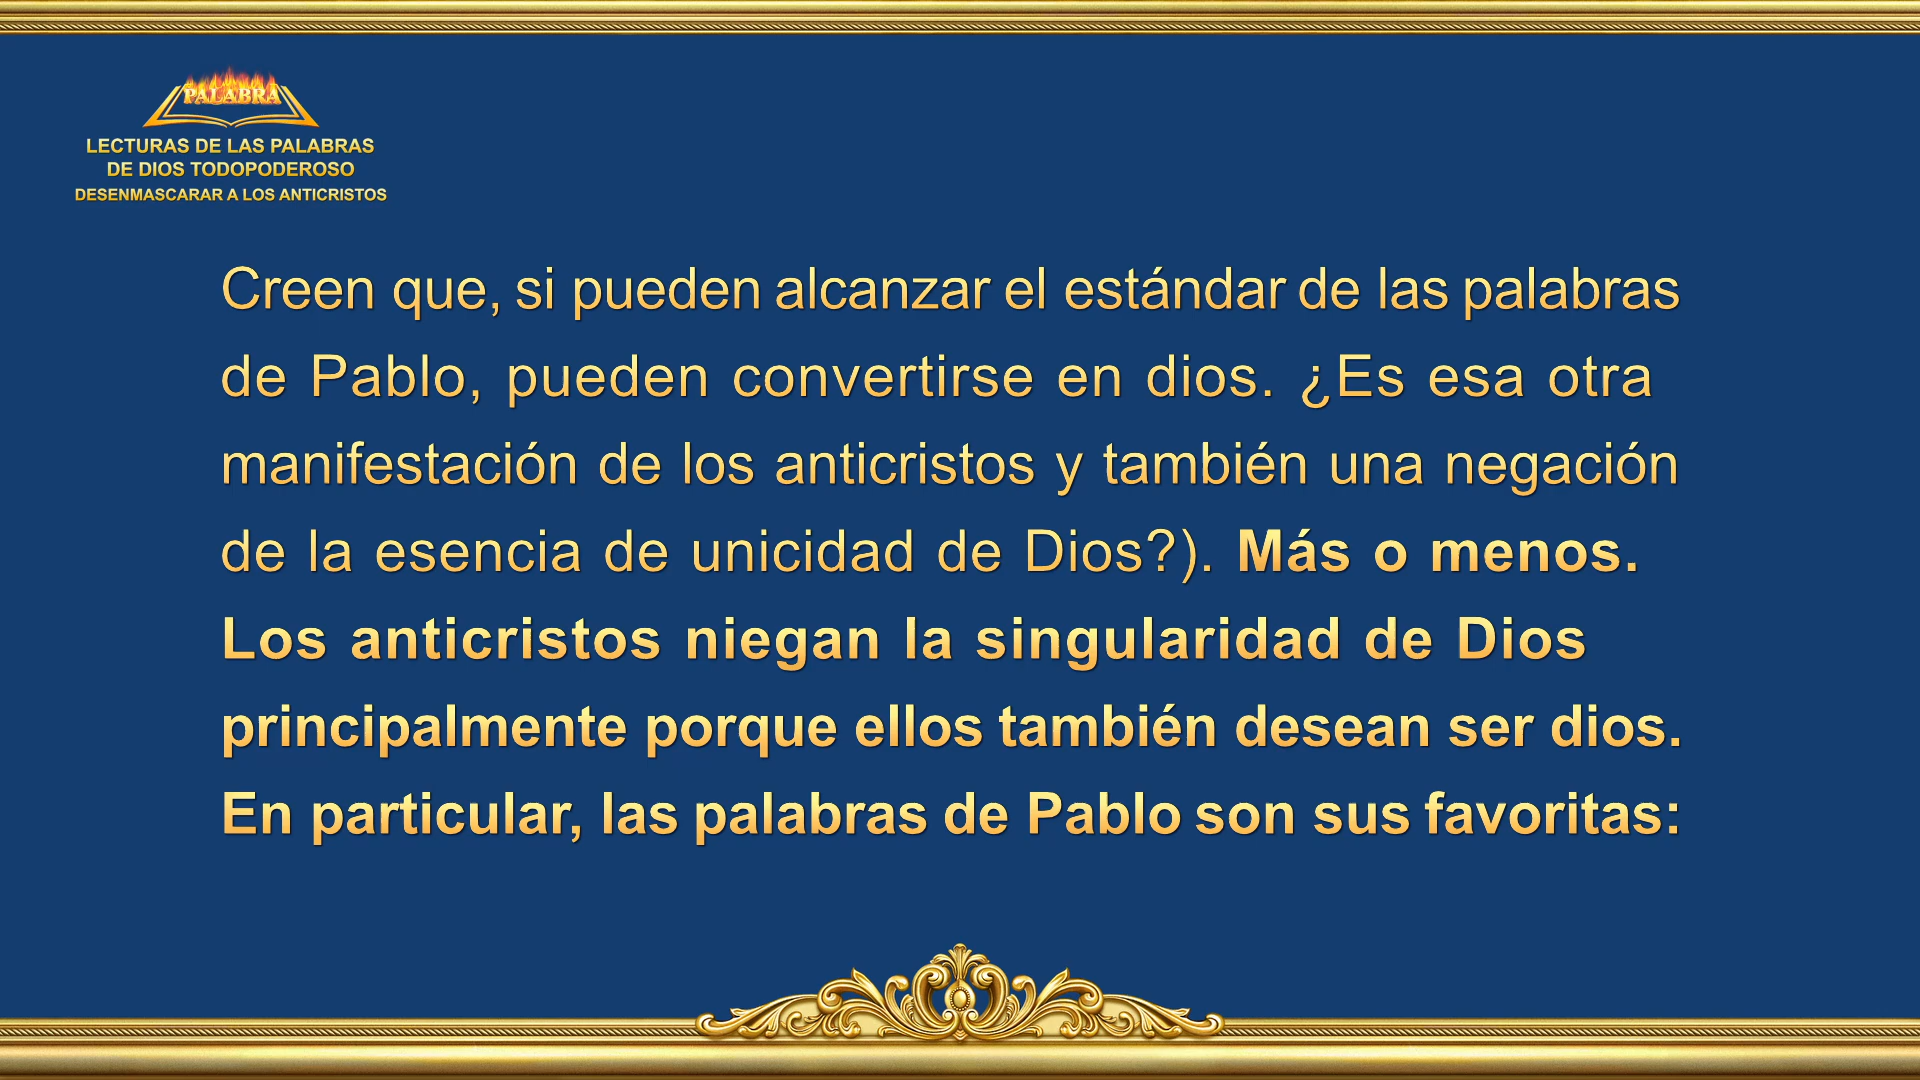 PALABRA
LECTURAS DE LAS PALABRAS
DE DIOS TODOPODEROSO
DESENMASCARAR A LOS ANTICRISTOS
Creen que, si pueden alcanzar el estándar de las palabras
de Pablo, pueden convertirse en dios. ¿Es esa otra
manifestación de los anticristos y también una negación
de la esencia de unicidad de Dios?). Más o menos.
Los anticristos niegan la singularidad de Dios
principalmente porque ellos también desean ser dios.
En particular, las palabras de Pablo son sus favoritas: